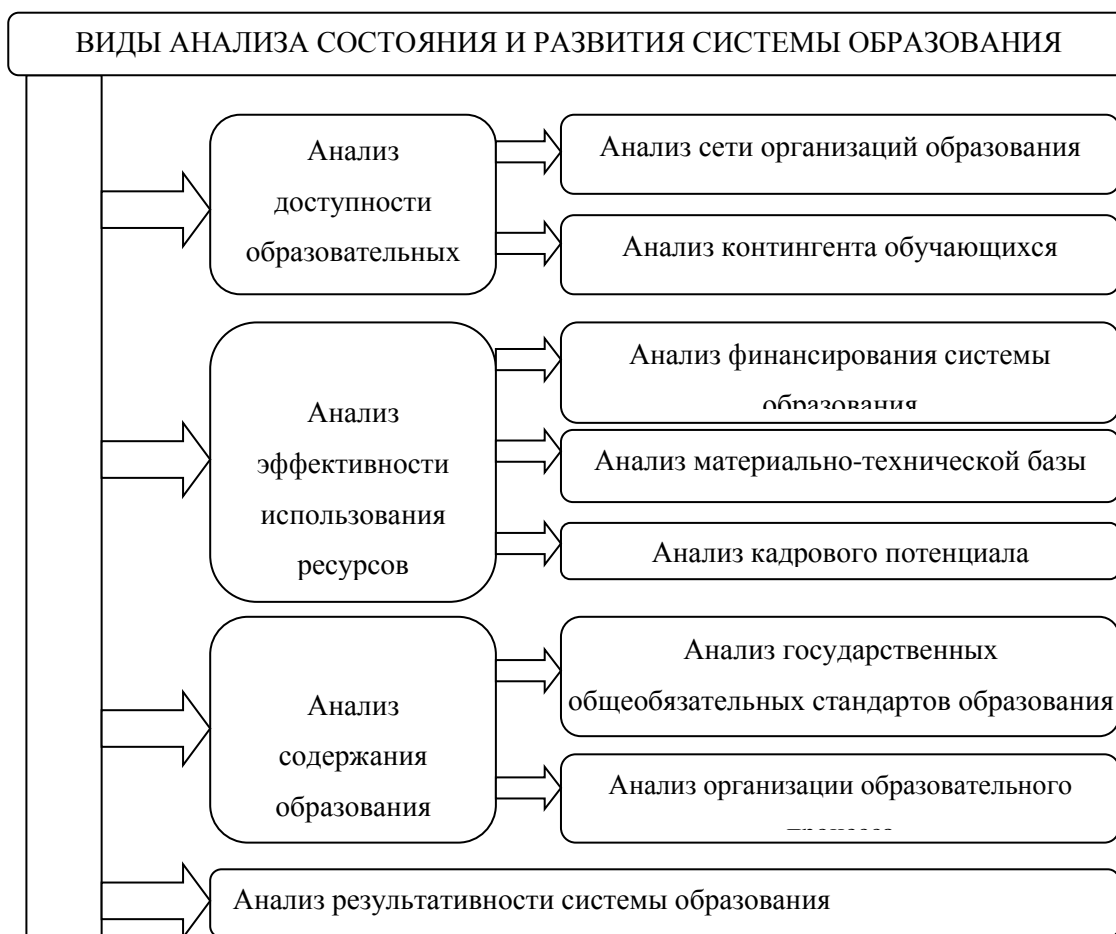 ВИДЫ АНАЛИЗА СОСТОЯНИЯ И РАЗВИТИЯ СИСТЕМЫ ОБРАЗОВАНИЯ
Анализ
доступности
образовательных
Анализ сети организаций образования
Анализ контингента обучающихся
Анализ
эффективности
использования
ресурсов
Анализ финансирования системы
образования
Анализ материально-технической базы
Анализ кадрового потенциала
Анализ
содержания
образования
Анализ государственных
общеобязательных стандартов образования
Анализ организации образовательного
Анализ результативности системы образования